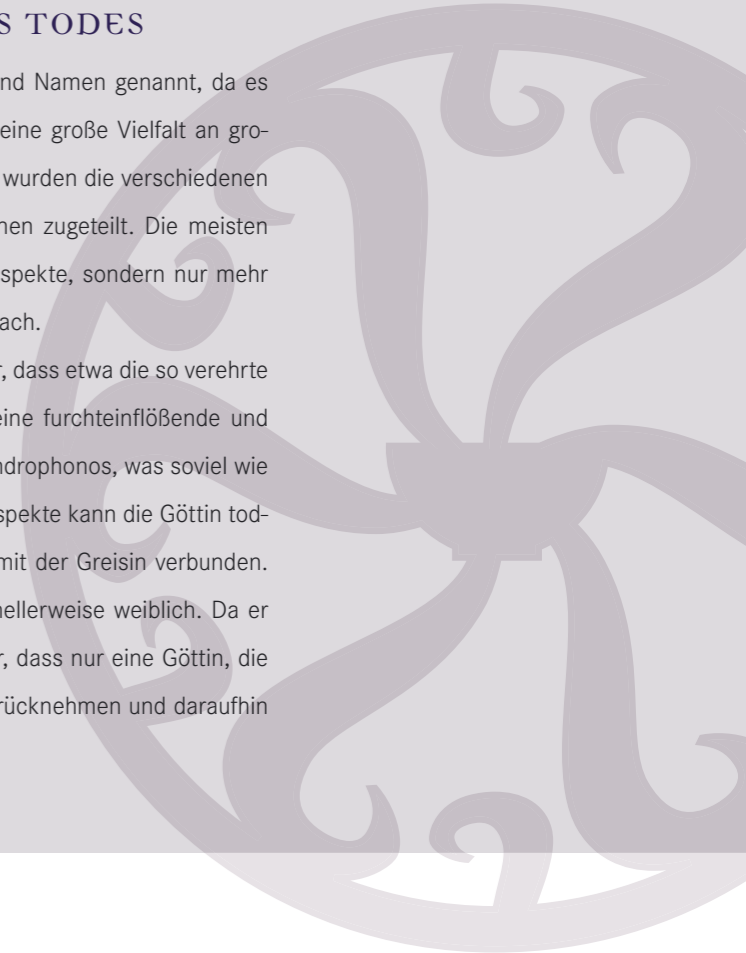 S TODES
nd Namen genannt, da es
eine große Vielfalt an gro-
wurden die verschiedenen
nen zugeteilt. Die meisten
spekte, sondern nur mehr
ach.
, dass etwa die so verehrte
eine furchteinflößende und
ndrophonos, was soviel wie
spekte kann die Göttin tod-
mit der Greisin verbunden.
nellerweise weiblich. Da er
r, dass nur eine Göttin, die
rücknehmen und daraufhin